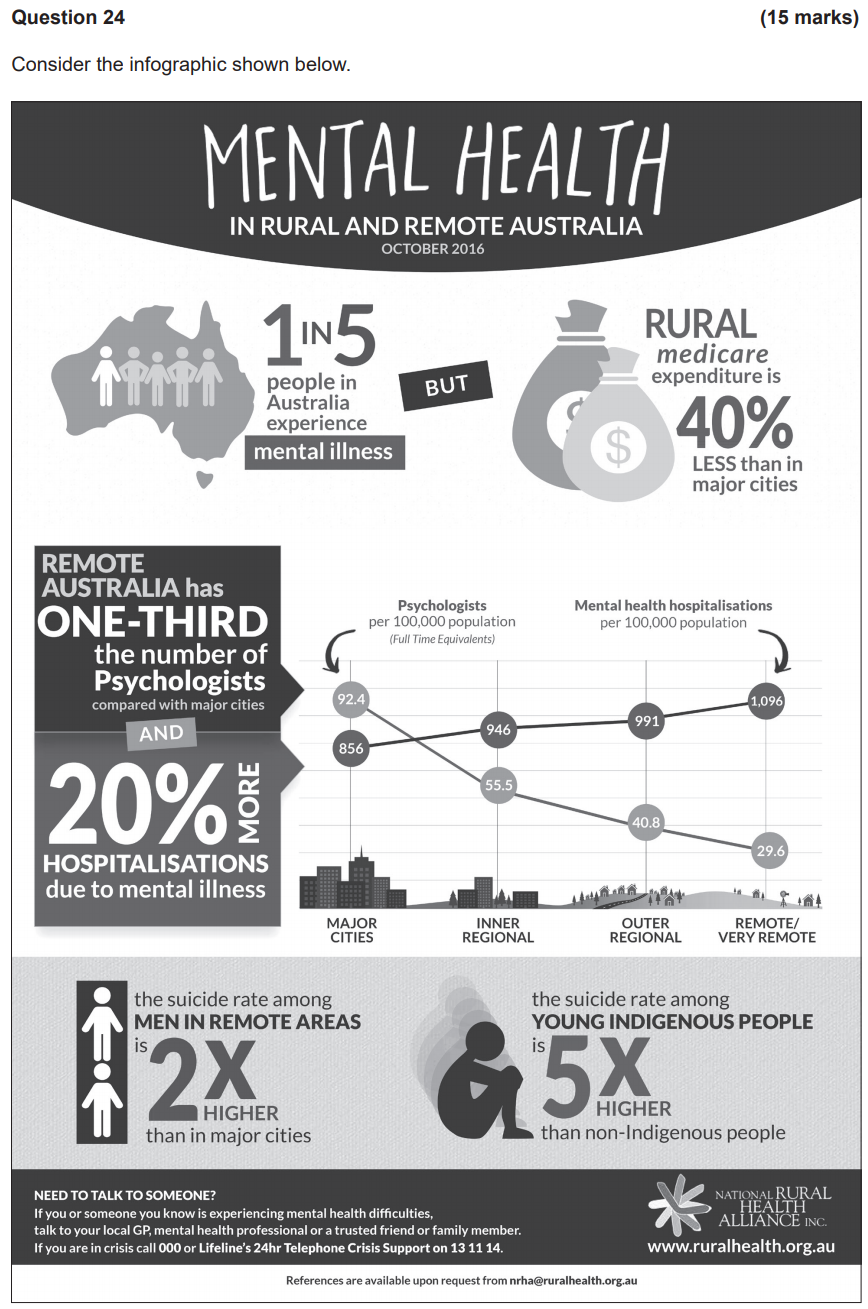 Question 24 (15 marks)
Consider the infographic shown below.
MENTAL HEALTH
IN RURAL AND REMOTE AUSTRALIA
OCTOBER 2016
1 IN 5
people in
Australia
experience
mental illness
BUT
RURAL
medicare
expenditure is
40%
LESS than in
major cities
$
$
REMOTE
AUSTRALIA has
ONE-THIRD
the number of
Psychologists
compared with major cities
AND
20% MORE
HOSPITALISATIONS
due to mental illness
Psychologists
per 100,000 population
(Full Time Equivalents)
Mental health hospitalisations
per 100,000 population
92.4
856
946
55.5
991
40.8
1,096
29.6
MAJOR
CITIES
INNER
REGIONAL
OUTER
REGIONAL
REMOTE/
VERY REMOTE
the suicide rate among
MEN IN REMOTE AREAS
is 2X
HIGHER
than in major cities
the suicide rate among
YOUNG INDIGENOUS PEOPLE
is 5X
HIGHER
than non-Indigenous people
NEED TO TALK TO SOMEONE?
If you or someone you know is experiencing mental health difficulties,
talk to your local GP, mental health professional or a trusted friend or family member.
If you are in crisis call 000 or Lifeline's 24hr Telephone Crisis Support on 13 11 14.
NATIONAL RURAL
HEALTH
ALLIANCE INC.
www.ruralhealth.org.au
References are available upon request from nrha@ruralhealth.org.au